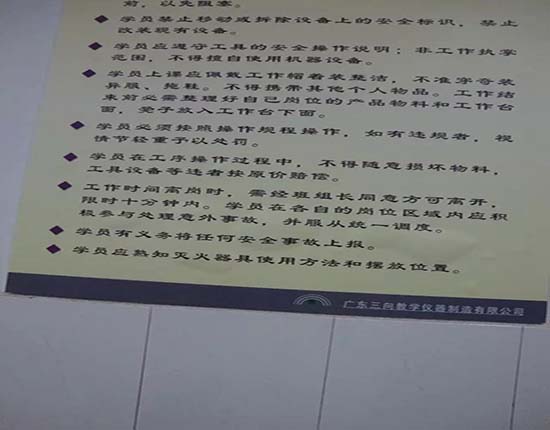 前，以免阻塞。
学员禁止移动或拆除设备上的安全标识，禁止
改装现有设备。
学员应遵守工具的安全操作说明；非工作执掌
范围，不得擅自使用机器设备。
学员上课应佩戴工作帽着装整洁，不准穿奇装
异服、拖鞋。不得携带其他个人物品。工作结
束前必需整理好自己岗位的产品物料和工作台
面，凳子放入工作台下面。
学员必须按照操作规程操作，如有违规者，视
情节轻重予以处罚。
学员在工序操作过程中，不得随意损坏物料，
工具设备等违者按原价赔偿。
工作时间离岗时，需经班组长同意方可离开，
限时十分钟内。学员在各自的岗位区域内应积
极参与处理意外事故，并服从统一调度。
学员有义务将任何安全事故上报。
学员应熟知灭火器具使用方法和摆放位置。
广东三向教学仪器制造有限公司